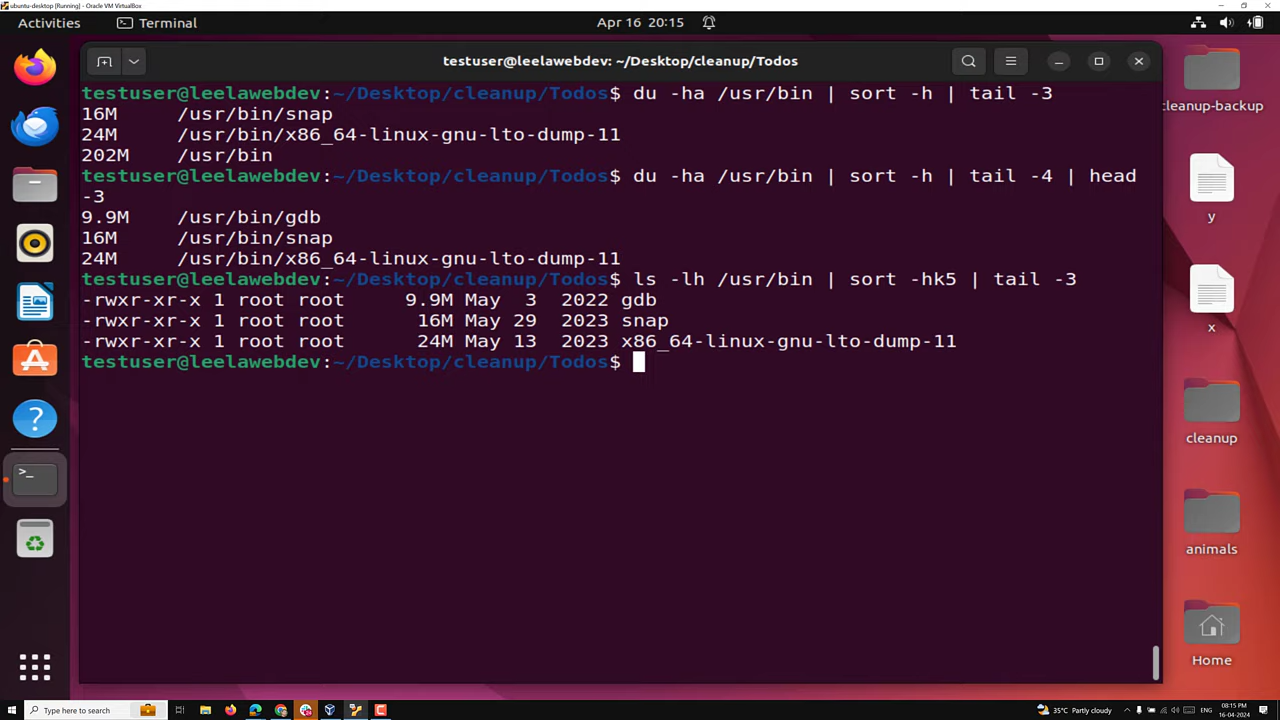 ubuntu-desktop [Running] - Oracle VM VirtualBox
Activities Terminal Apr 16 20:15
testuser@leelawebdev: ~/Desktop/cleanup/Todos
testuser@leelawebdev:~/Desktop/cleanup/Todos$ du -ha /usr/bin | sort -h | tail -3
16M /usr/bin/snap
24M /usr/bin/x86_64-linux-gnu-lto-dump-11
202M /usr/bin
testuser@leelawebdev:~/Desktop/cleanup/Todos$ du -ha /usr/bin | sort -h | tail -4 | head
-3
9.9M /usr/bin/gdb
16M /usr/bin/snap
24M /usr/bin/x86_64-linux-gnu-lto-dump-11
testuser@leelawebdev:~/Desktop/cleanup/Todos$ ls -lh /usr/bin | sort -hk5 | tail -3
-rwxr-xr-x 1 root root 9.9M May 3 2022 gdb
-rwxr-xr-x 1 root root 16M May 29 2023 snap
-rwxr-xr-x 1 root root 24M May 13 2023 x86_64-linux-gnu-lto-dump-11
testuser@leelawebdev:~/Desktop/cleanup/Todos$
cleanup-backup
y
x
cleanup
animals
Home
Type here to search
35°C Partly cloudy
ENG
08:15 PM
16-04-2024